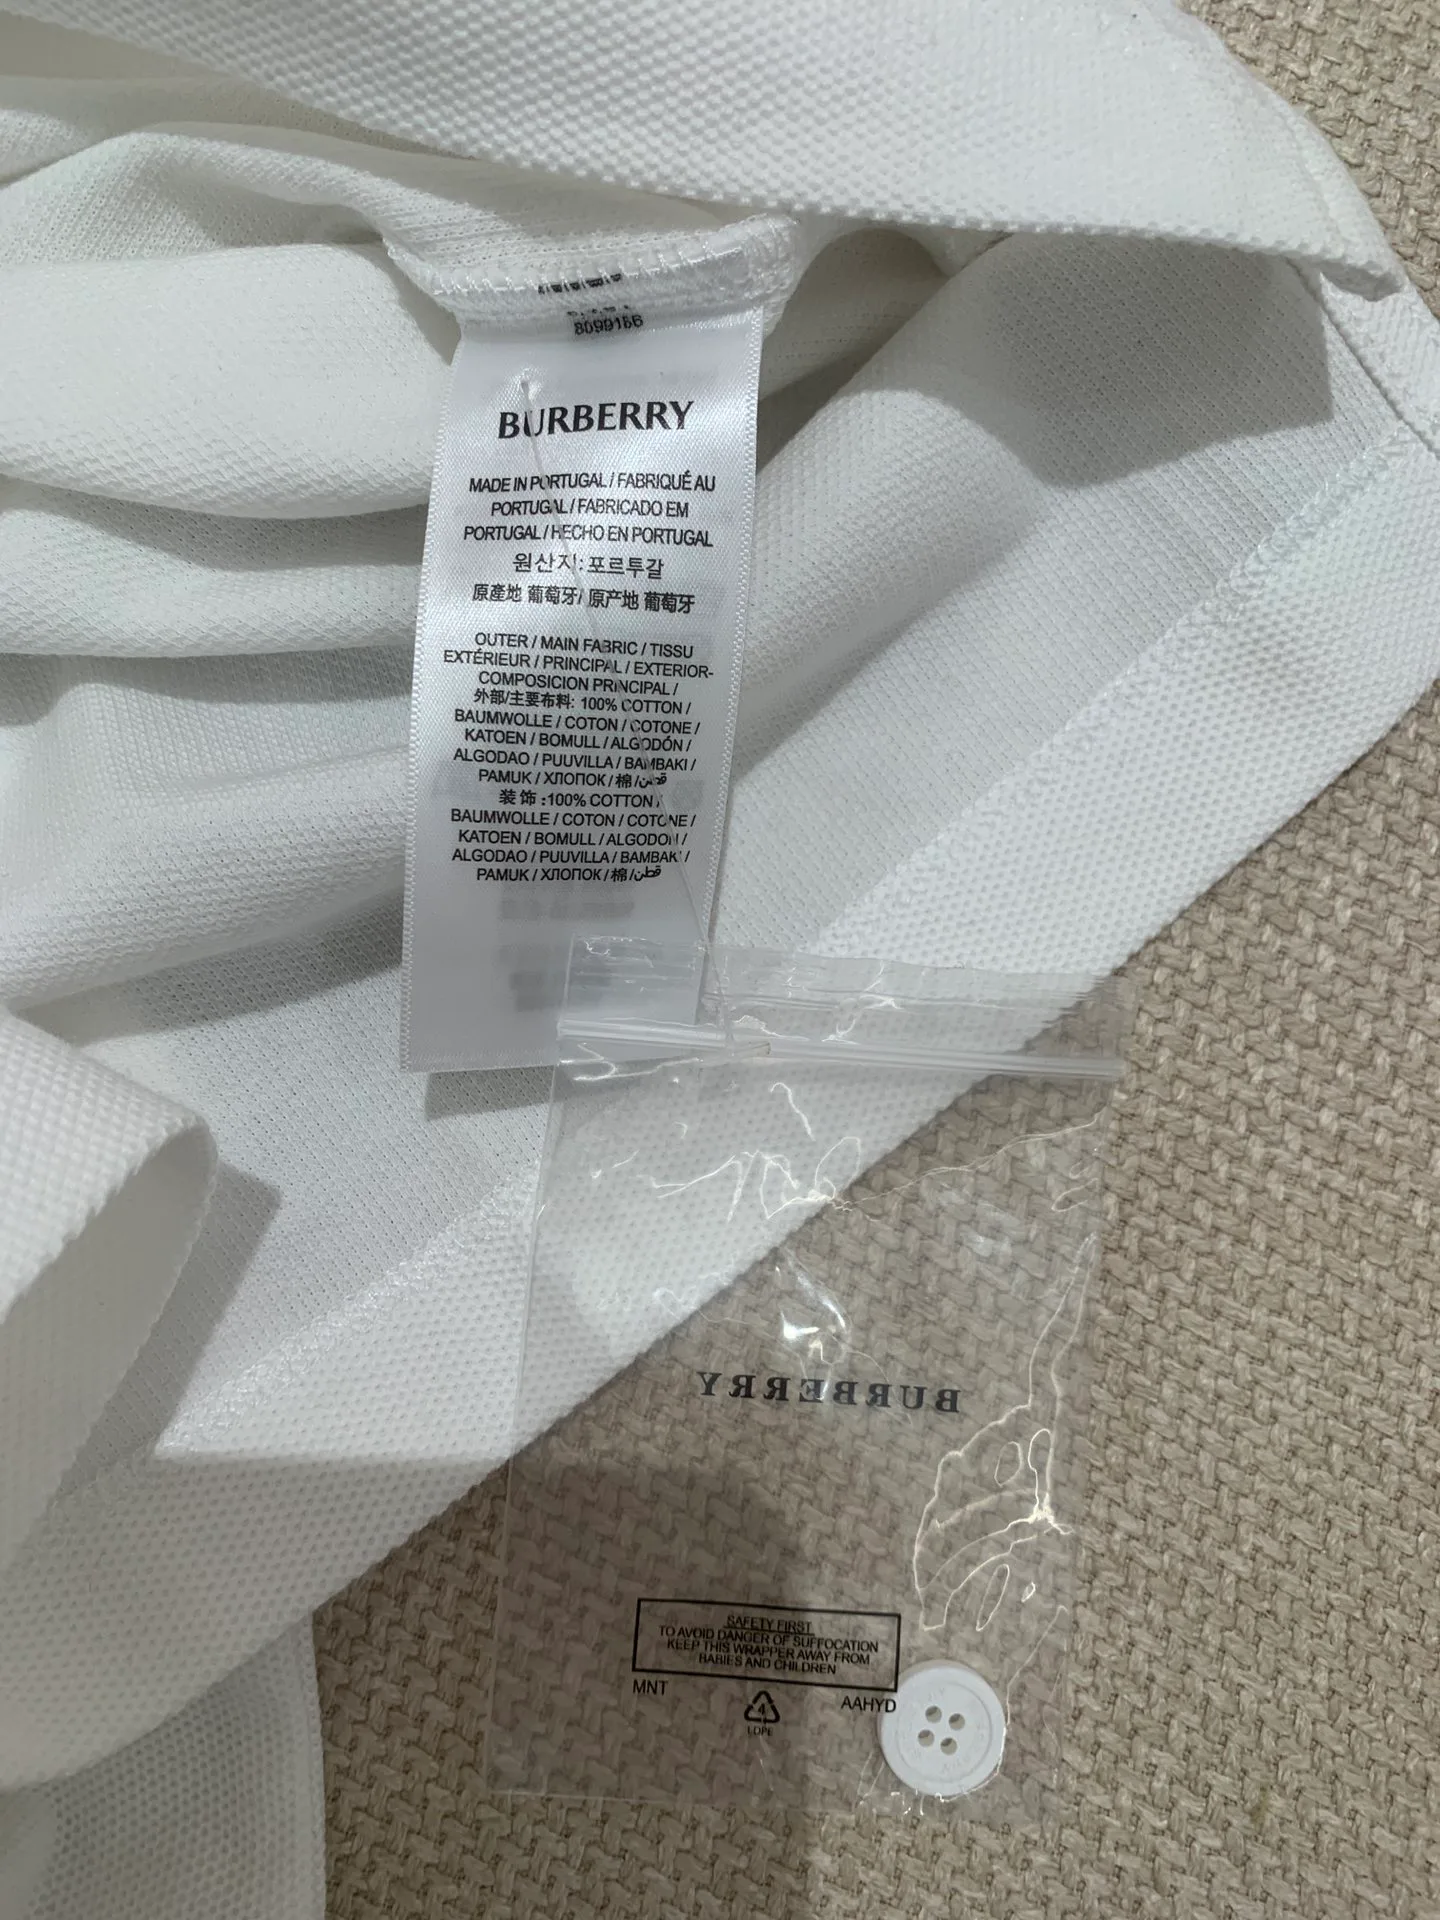 8099166
BURBERRY
MADE IN PORTUGAL / FABRIQUÉ AU
PORTUGAL / FABRICADO EM
PORTUGAL / HECHO EN PORTUGAL
원산지: 포르투갈
原產地 葡萄牙/ 原产地 葡萄牙
OUTER / MAIN FABRIC / TISSU
EXTÉRIEUR / PRINCIPAL / EXTERIOR-
COMPOSICION PRINCIPAL /
外部/主要布料: 100% COTTON /
BAUMWOLLE / COTON / COTONE /
KATOEN / BOMULL / ALGODÓN /
ALGODAO / PUUVILLA / BAMBAKI /
PAMUK / ХЛОПОК / 棉 / قطن
装 饰 :100% COTTON /
BAUMWOLLE / COTON / COTONE /
KATOEN / BOMULL / ALGODON /
ALGODAO / PUUVILLA / BAMBAKI /
PAMUK / ХЛОПОК / 棉 / قطن
BURBERRY
SAFETY FIRST
TO AVOID DANGER OF SUFFOCATION
KEEP THIS WRAPPER AWAY FROM
BABIES AND CHILDREN
MNT
AAHYD
4
LDPE